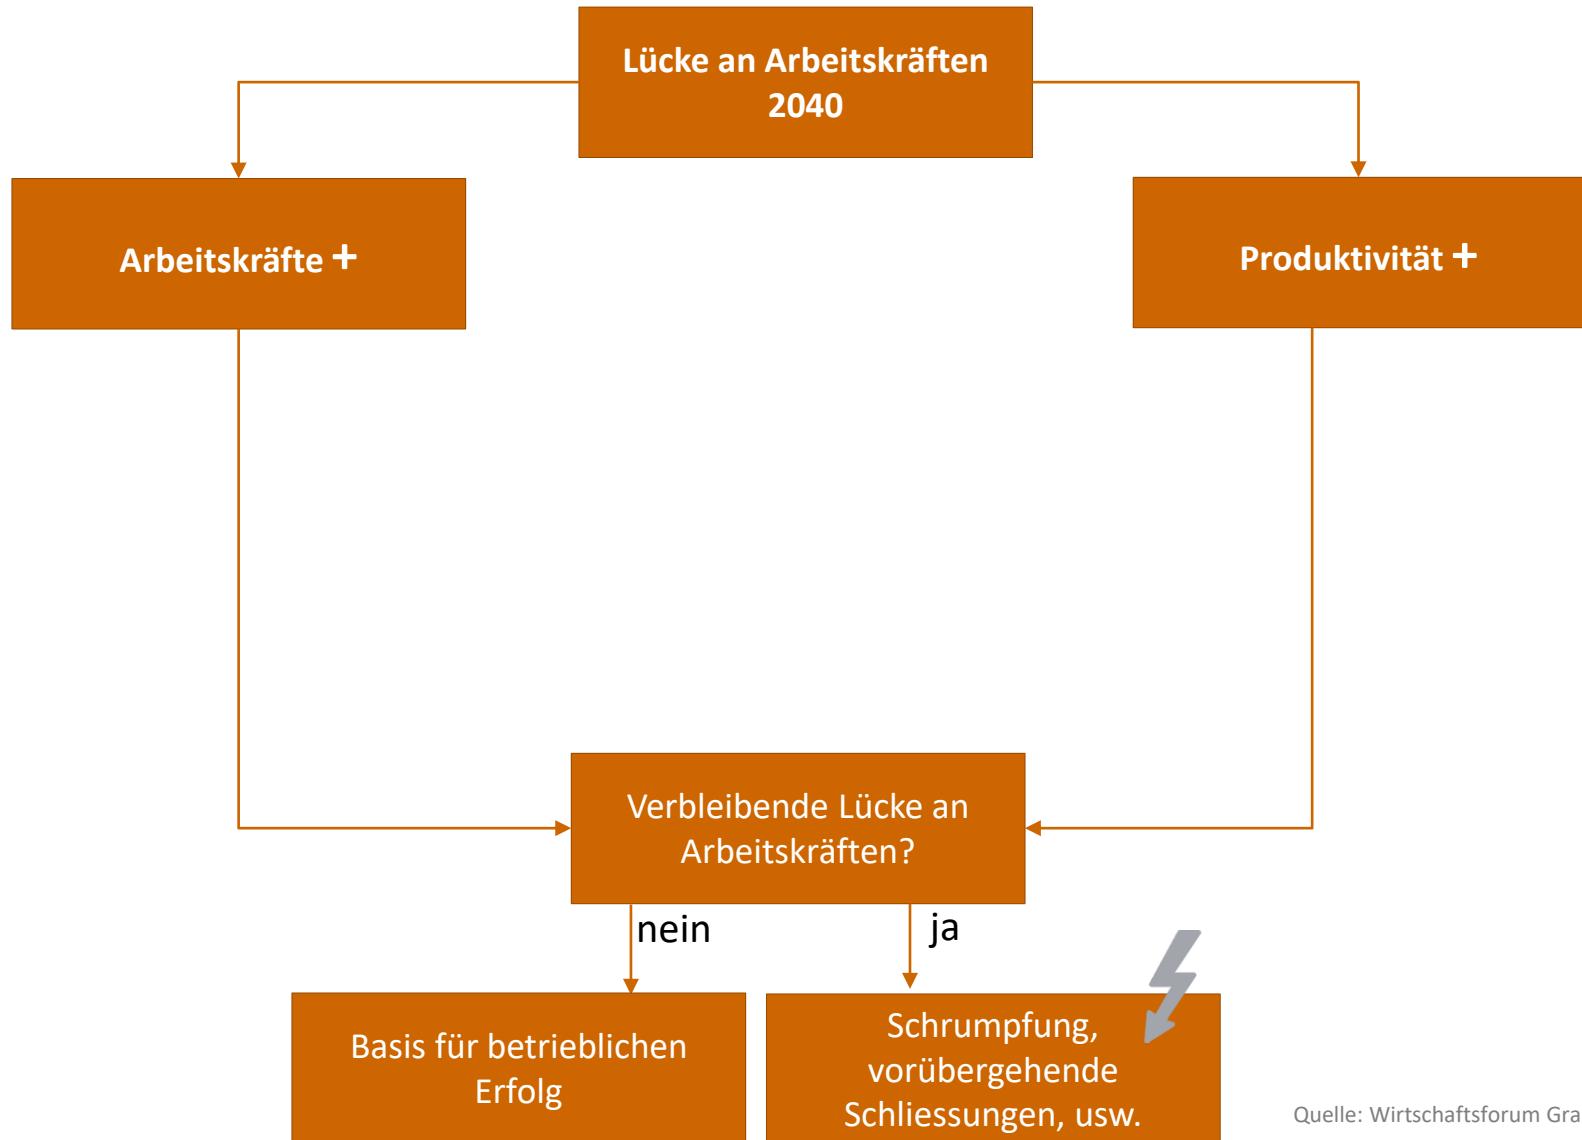 Lücke an Arbeitskräften
2040
Arbeitskräfte +
Produktivität +
Verbleibende Lücke an
Arbeitskräften?
nein
ja
Basis für betrieblichen
Erfolg
Schrumpfung,
vorübergehende
Schliessungen, usw.
Quelle: Wirtschaftsforum Gra